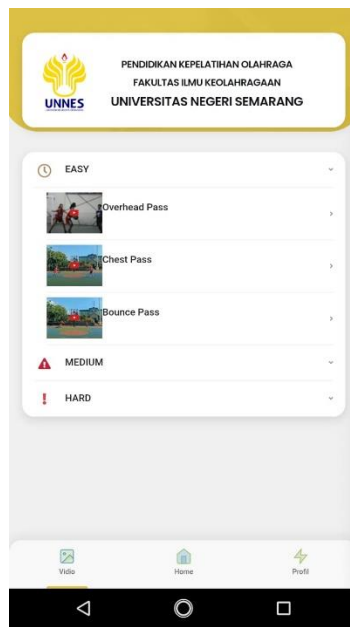 PENDIDIKAN KEPELATIHAN OLAHRAGA
FAKULTAS ILMU KEOLAHRAGAAN
UNIVERSITAS NEGERI SEMARANG
UNNES
EASY
Overhead Pass
Chest Pass
Bounce Pass
MEDIUM
HARD
Vidio
Home
Profil